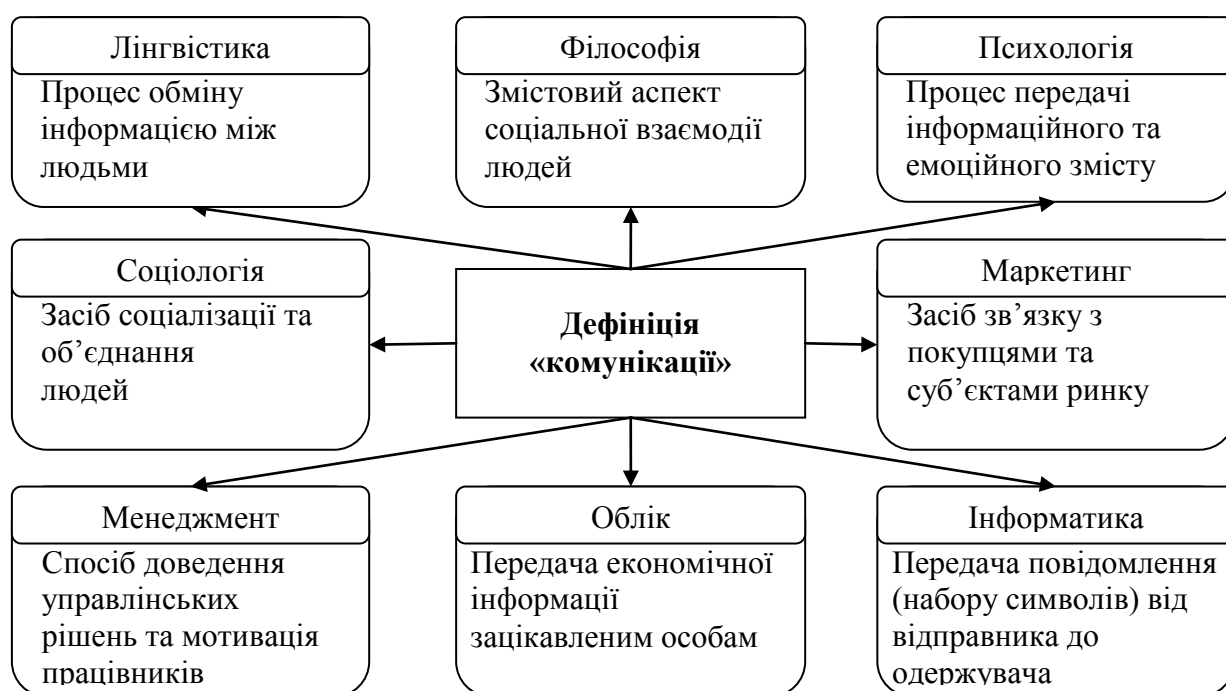 Лінгвістика
Процес обміну
інформацією між
людьми
Філософія
Змістовий аспект
соціальної взаємодії
людей
Психологія
Процес передачі
інформаційного та
емоційного змісту
Соціологія
Засіб соціалізації та
об’єднання
людей
Дефініція
«комунікації»
Маркетинг
Засіб зв’язку з
покупцями та
суб’єктами ринку
Менеджмент
Спосіб доведення
управлінських
рішень та мотивація
працівників
Облік
Передача економічної
інформації
зацікавленим особам
Інформатика
Передача повідомлення
(набору символів) від
відправника до
одержувача